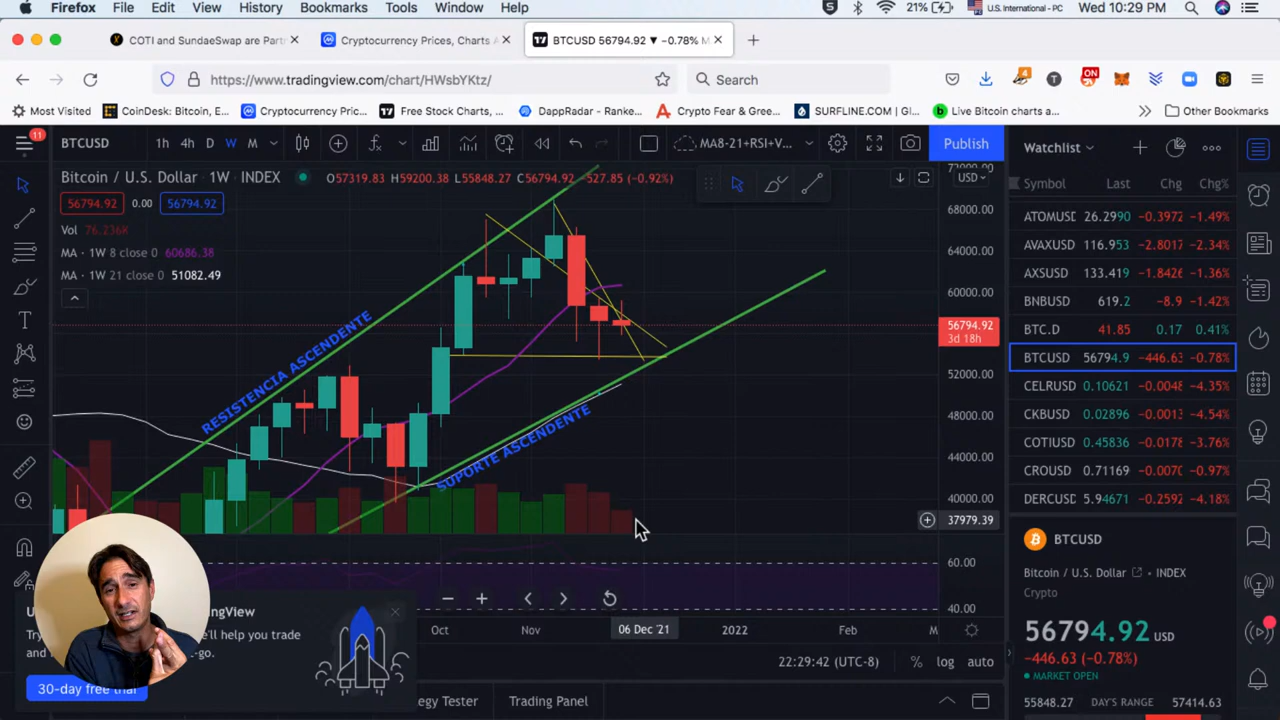 Firefox File Edit View History Bookmarks Tools Window Help 21% U.S. International - PC Wed 10:29 PM
COTI and SundaeSwap are Part Cryptocurrency Prices, Charts A BTCUSD 56794.92 ▼ −0.78% M
https://www.tradingview.com/chart/HWsbYKtz/ Search 4 ON
Most Visited CoinDesk: Bitcoin, E... Cryptocurrency Pric... Free Stock Charts, ... DappRadar - Ranke... Crypto Fear & Gree... SURFLINE.COM | Gl... Live Bitcoin charts a... Other Bookmarks
11 BTCUSD 1h 4h D W M MA8-21+RSI+V... Publish Watchlist
Bitcoin / U.S. Dollar · 1W · INDEX O57319.83 H59200.38 L55848.27 C56794.92 −527.85 (−0.92%) USD
Symbol Last Chg Chg%
56794.92 0.00 56794.92
Vol 76.236K
MA · 1W 8 close 0 60686.38
MA · 1W 21 close 0 51082.49
72000.00
68000.00
64000.00
60000.00
56794.92
3d 18h
52000.00
48000.00
44000.00
40000.00
37979.39
60.00
40.00
RESISTENCIA ASCENDENTE
SUPORTE ASCENDENTE
ATOMUSD 26.2990 −0.3972 −1.49%
AVAXUSD 116.953 −2.8017 −2.34%
AXSUSD 133.419 −1.8426 −1.36%
BNBUSD 619.2 −8.9 −1.42%
BTC.D 41.85 0.17 0.41%
BTCUSD 56794.9 −446.63 −0.78%
CELRUSD 0.10621 −0.0048 −4.35%
CKBUSD 0.02896 −0.0013 −4.54%
COTIUSD 0.45836 −0.0178 −3.76%
CROUSD 0.71169 −0.0070 −0.97%
DERCUSD 5.94671 −0.2592 −4.18%
BTCUSD
Bitcoin / U.S. Dollar · INDEX
Crypto
56794.92 USD
−446.63 (−0.78%)
MARKET OPEN
55848.27 DAY'S RANGE 57414.63
Oct Nov 06 Dec '21 2022 Feb M
22:29:42 (UTC-8) % log auto
30-day free trial
Trading Panel